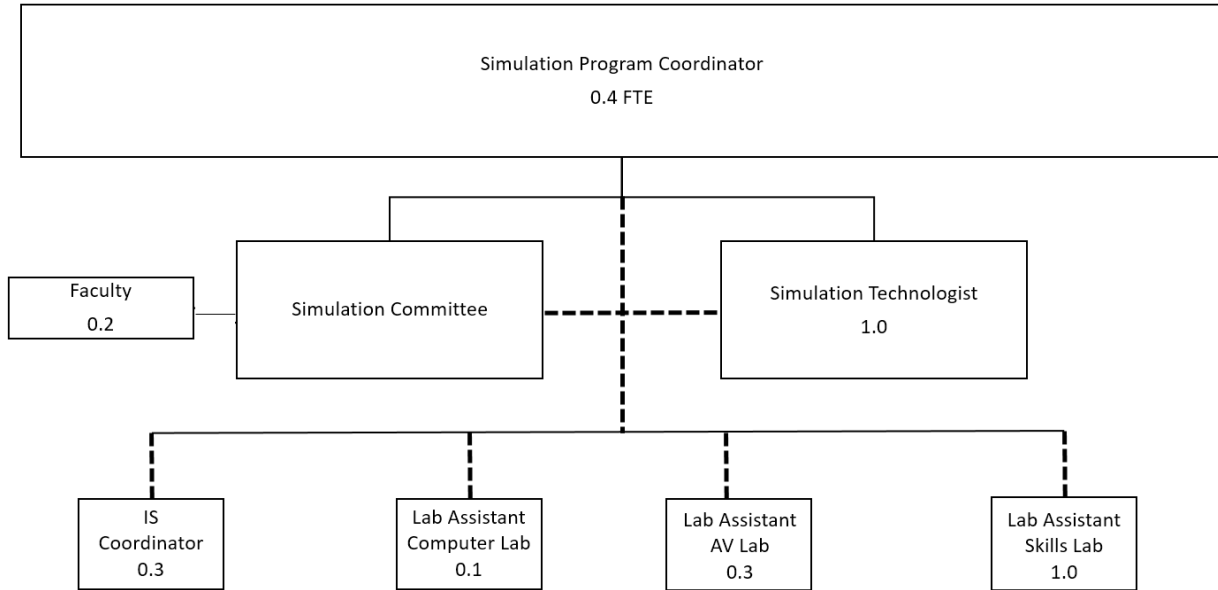 Simulation Program Coordinator
0.4 FTE
Faculty
0.2
Simulation Committee
Simulation Technologist
1.0
IS
Coordinator
0.3
Lab Assistant
Computer Lab
0.1
Lab Assistant
AV Lab
0.3
Lab Assistant
Skills Lab
1.0